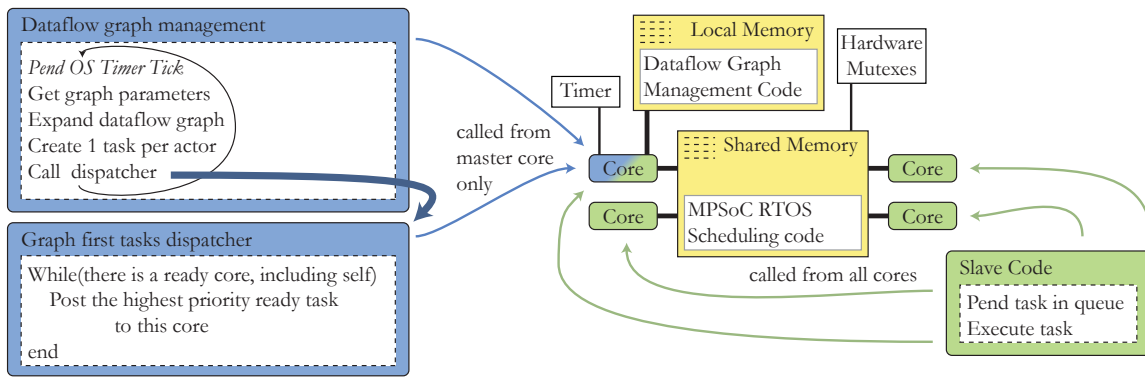 Dataflow graph management
Pend OS Timer Tick
Get graph parameters
Expand dataflow graph
Create 1 task per actor
Call dispatcher
Graph first tasks dispatcher
While(there is a ready core, including self)
Post the highest priority ready task
to this core
end
called from
master core
only
Timer
Local Memory
Dataflow Graph
Management Code
Hardware
Mutexes
Shared Memory
MPSoC RTOS
Scheduling code
Core
Core
Core
Core
called from all cores
Slave Code
Pend task in queue
Execute task